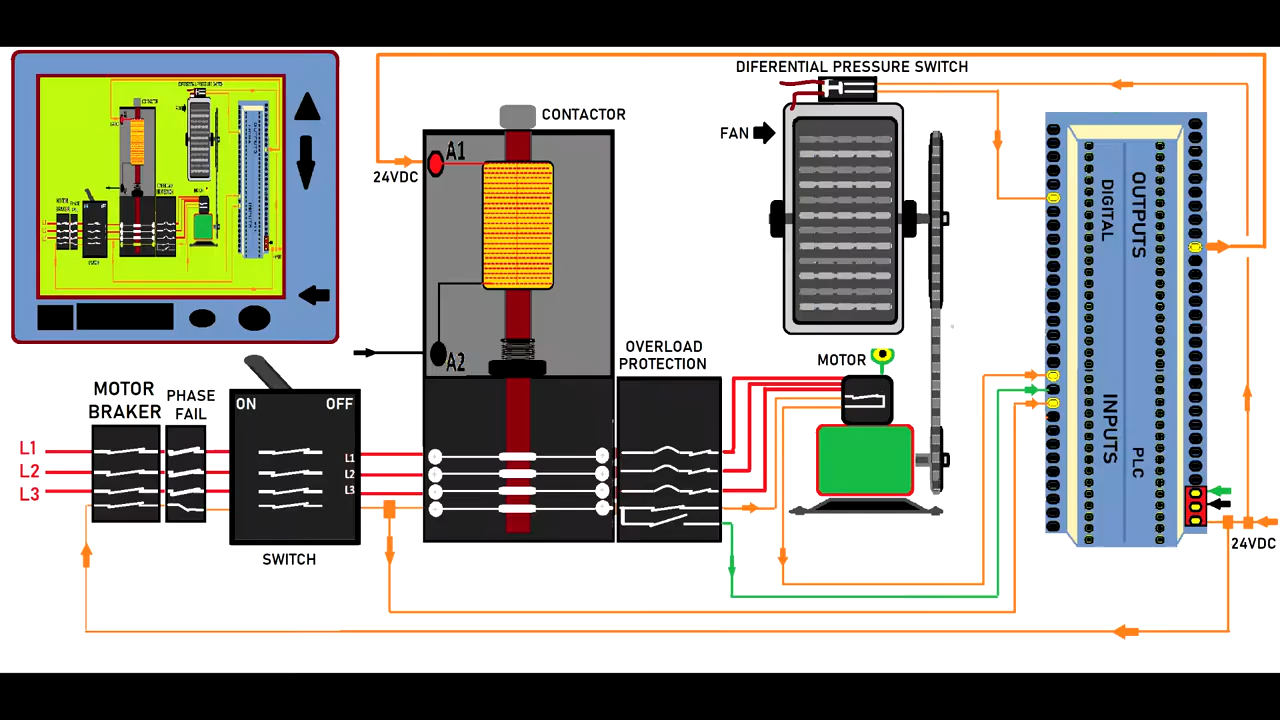 DIFERENTIAL PRESSURE SWITCH
CONTACTOR
FAN
A1
24VDC
DIGITAL
OUTPUTS
A2
OVERLOAD
PROTECTION
MOTOR
MOTOR
BRAKER
PHASE
FAIL
ON
OFF
INPUTS
PLC
L1
L2
L3
L1
L2
L3
24VDC
SWITCH